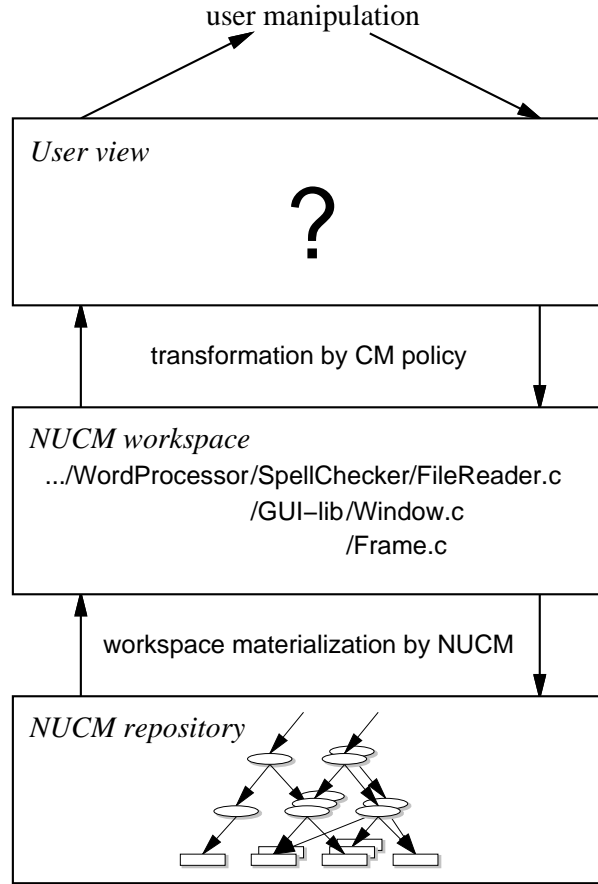 user manipulation
User view
?
transformation by CM policy
NUCM workspace
.../WordProcessor/SpellChecker/FileReader.c
/GUI−lib/Window.c
/Frame.c
workspace materialization by NUCM
NUCM repository